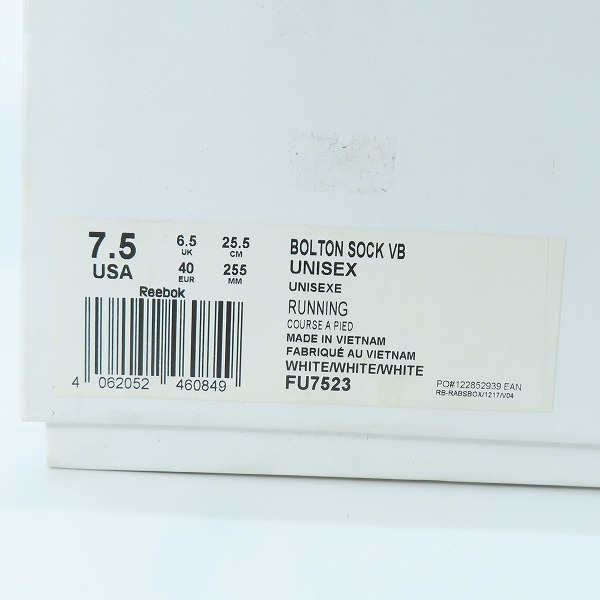 7.5
USA
6.5
UK
25.5
CM
40
EUR
255
MM
Reebok
4 062052 460849
BOLTON SOCK VB
UNISEX
UNISEXE
RUNNING
COURSE A PIED
MADE IN VIETNAM
FABRIQUÉ AU VIETNAM
WHITE/WHITE/WHITE
FU7523
PO#122852939 EAN
RB-RABSBOX/1217/V04